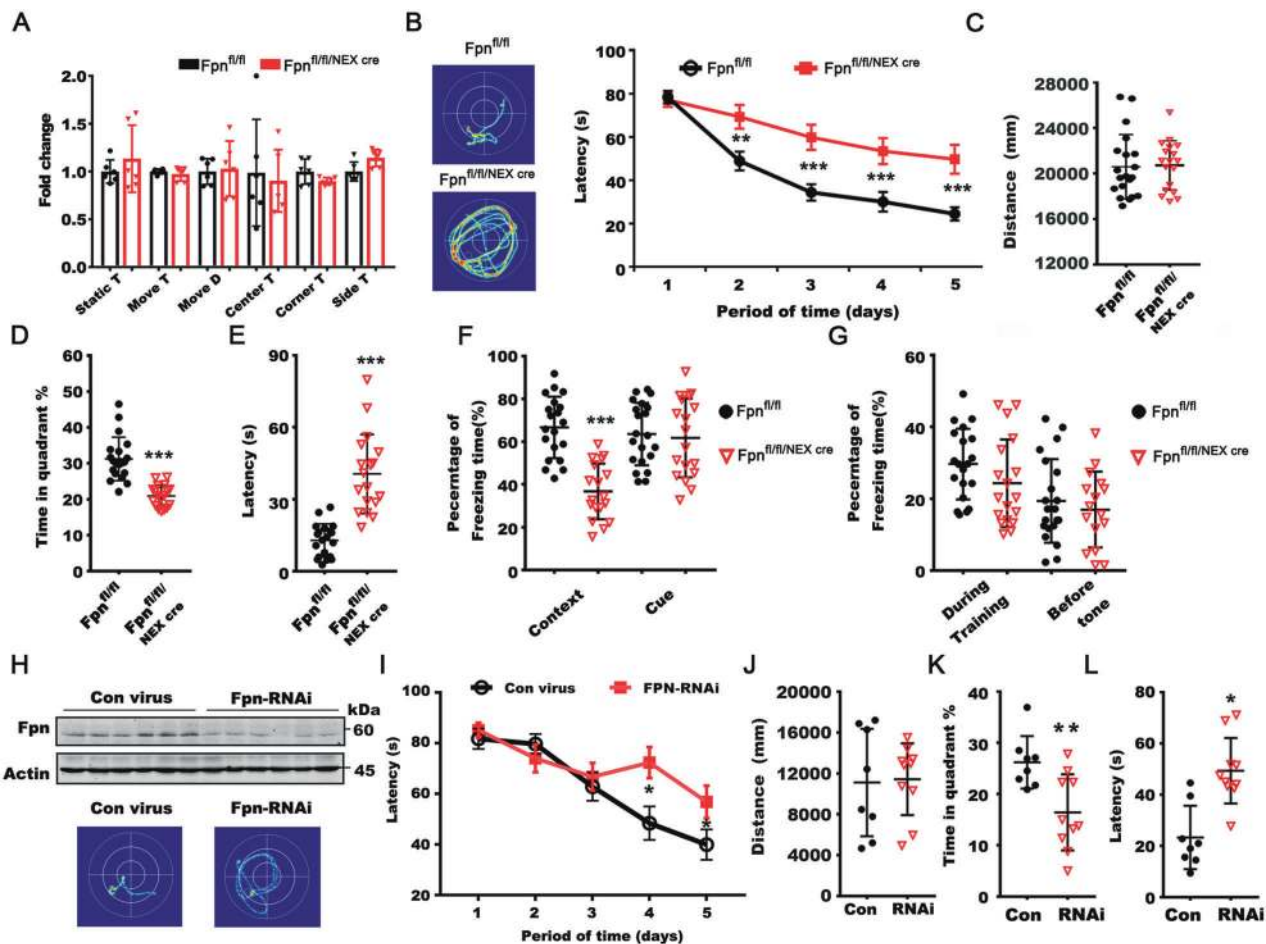 A
Fpn fl/fl
Fpn fl/fl/NEX cre
Fold change
2.0
1.5
1.0
0.5
0.0
Static T
Move T
Move D
Center T
Corner T
Side T
B
Fpn fl/fl
Fpn fl/fl/NEX cre
Fpn fl/fl
Fpn fl/fl/NEX cre
Latency (s)
100
80
60
40
20
0
**
***
***
***
1 2 3 4 5
Period of time (days)
C
Distance (mm)
28000
24000
20000
16000
12000
Fpn fl/fl
Fpn fl/fl/
NEX cre
D
Time in quadrant %
60
50
40
30
20
10
0
***
Fpn fl/fl
Fpn fl/fl/
NEX cre
E
Latency (s)
90
60
30
0
***
Fpn fl/fl
Fpn fl/fl/
NEX cre
F
Pecerntage of
Freezing time(%)
100
80
60
40
20
0
***
Context
Cue
Fpn fl/fl
Fpn fl/fl/NEX cre
G
Pecerntage of
Freezing time(%)
60
40
20
0
During
Training
Before
tone
Fpn fl/fl
Fpn fl/fl/NEX cre
H
Con virus
Fpn-RNAi
kDa
Fpn
60
Actin
45
Con virus
Fpn-RNAi
I
Con virus
FPN-RNAi
Latency (s)
100
80
60
40
20
*
*
1 2 3 4 5
Period of time (days)
J
Distance (mm)
20000
16000
12000
8000
4000
0
Con RNAi
K
Time in quadrant %
40
30
20
10
0
**
Con RNAi
L
Latency (s)
80
60
40
20
0
*
Con RNAi